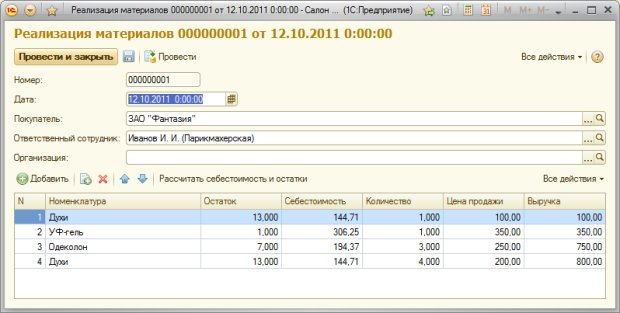 Реализация материалов 000000001 от 12.10.2011 0:00:00 - Салон ... (1С:Предприятие) M M+ M-
Реализация материалов 000000001 от 12.10.2011 0:00:00
Провести и закрыть Провести Все действия ?
Номер: 000000001
Дата: 12.10.2011 0:00:00
Покупатель: ЗАО "Фантазия" ...
Ответственный сотрудник: Иванов И. И. (Парикмахерская) ...
Организация: ...
Добавить Рассчитать себестоимость и остатки Все действия
N Номенклатура Остаток Себестоимость Количество Цена продажи Выручка
1 Духи 13,000 144,71 1,000 100,00 100,00
2 УФ-гель 1,000 306,25 1,000 350,00 350,00
3 Одеколон 7,000 194,37 3,000 250,00 750,00
4 Духи 13,000 144,71 4,000 200,00 800,00